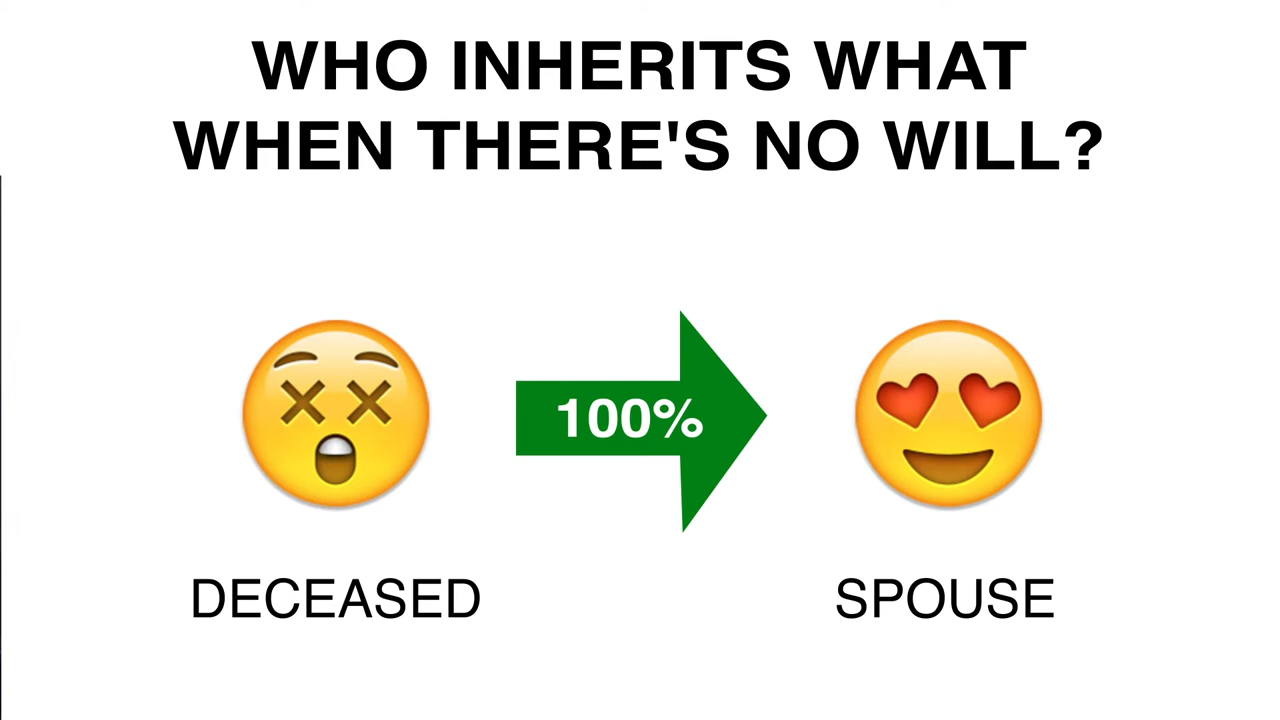 WHO INHERITS WHAT
WHEN THERE'S NO WILL?
100%
DECEASED
SPOUSE